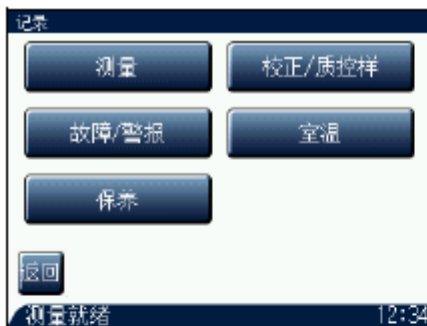 记录
测量 校正/质控样
故障/警报 室温
保养
返回
测量就绪 12:34